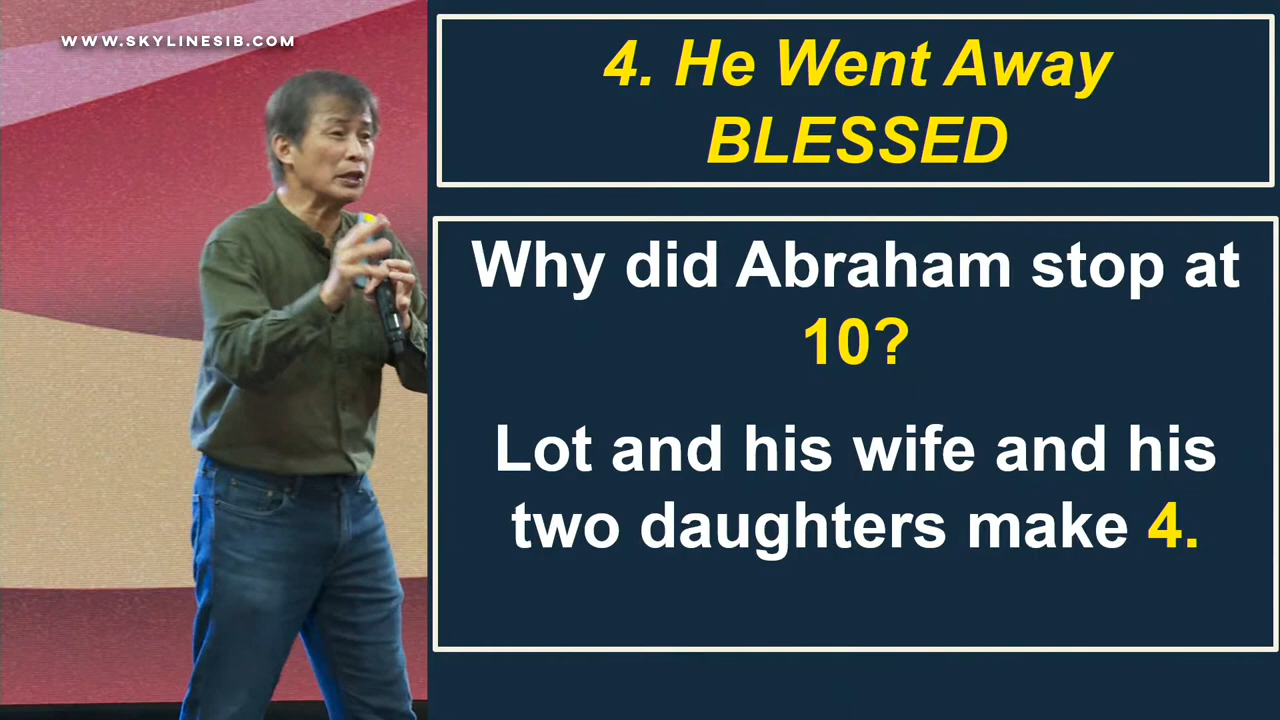 WWW.SKYLINESIB.COM
4. He Went Away
BLESSED
Why did Abraham stop at
10?
Lot and his wife and his
two daughters make 4.